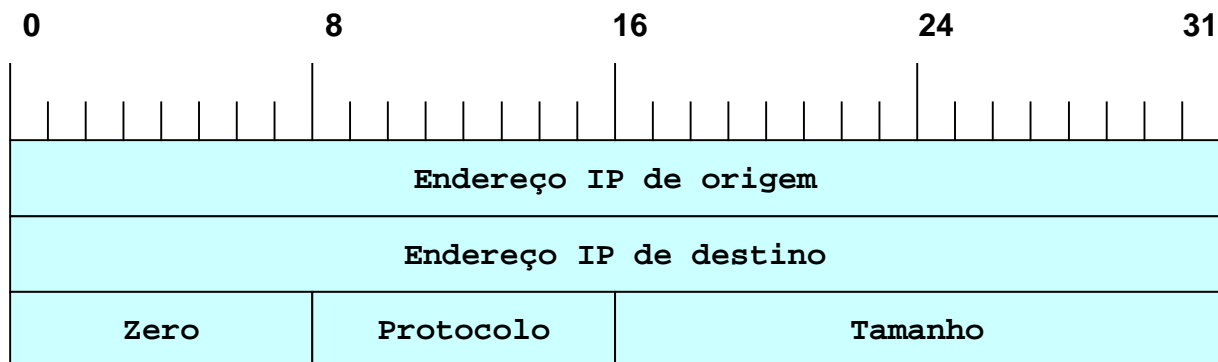 0 8 16 24 31
Endereço IP de origem
Endereço IP de destino
Zero Protocolo Tamanho